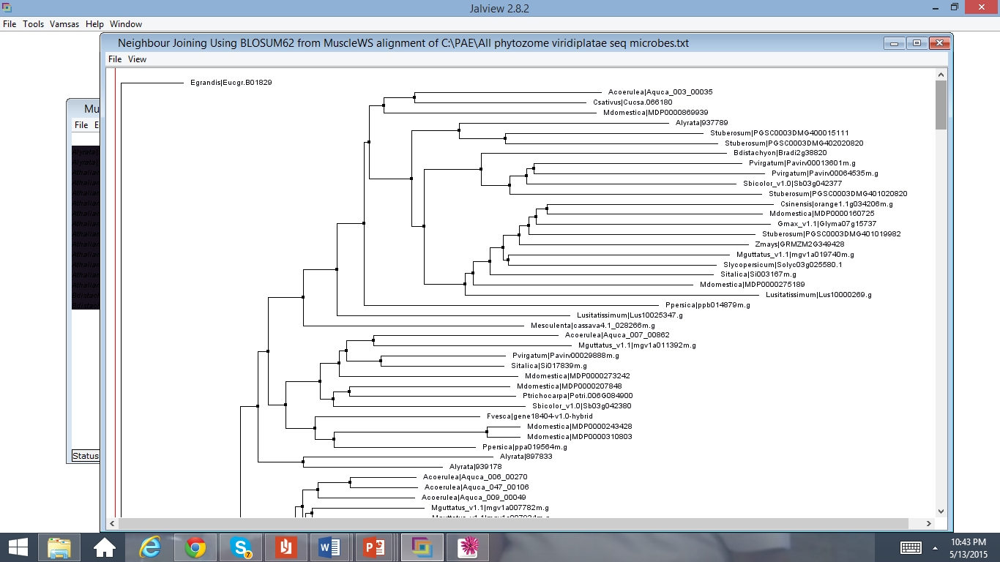 Jalview 2.8.2
File Tools Vamsas Help Window
Neighbour Joining Using BLOSUM62 from MuscleWS alignment of C:\PAE\All phytozome viridiplatae seq microbes.txt
File View
Mu
File E
Status
Egrandis|Eucgr.B01829
Acoerulea|Aquca_003_00035
Csativus|Cucsa.066180
Mdomestica|MDP0000869939
Alyrata|937789
Stuberosum|PGSC0003DMG400015111
Stuberosum|PGSC0003DMG402020820
Bdistachyon|Bradi2g38820
Pvirgatum|Pavirv00013601m.g
Pvirgatum|Pavirv00064535m.g
Sbicolor_v1.0|Sb03g042377
Stuberosum|PGSC0003DMG401020820
Csinensis|orange1.1g034206m.g
Mdomestica|MDP0000160725
Gmax_v1.1|Glyma07g15737
Stuberosum|PGSC0003DMG401019982
Zmays|GRMZM2G349428
Mguttatus_v1.1|mgv1a019740m.g
Slycopersicum|Solyc03g025580.1
Sitalica|Si003167m.g
Mdomestica|MDP0000275189
Lusitatissimum|Lus10000269.g
Ppersica|ppb014879m.g
Lusitatissimum|Lus10025347.g
Mesculenta|cassava4.1_028266m.g
Acoerulea|Aquca_007_00862
Mguttatus_v1.1|mgv1a011392m.g
Pvirgatum|Pavirv00029888m.g
Sitalica|Si017839m.g
Mdomestica|MDP0000273242
Mdomestica|MDP0000207848
Ptrichocarpa|Potri.006G084900
Sbicolor_v1.0|Sb03g042380
Fvesca|gene18404-v1.0-hybrid
Mdomestica|MDP0000243428
Mdomestica|MDP0000310803
Ppersica|ppa019564m.g
Alyrata|897833
Alyrata|939178
Acoerulea|Aquca_006_00270
Acoerulea|Aquca_047_00106
Acoerulea|Aquca_009_00049
Mguttatus_v1.1|mgv1a007782m.g
7
10:43 PM
5/13/2015